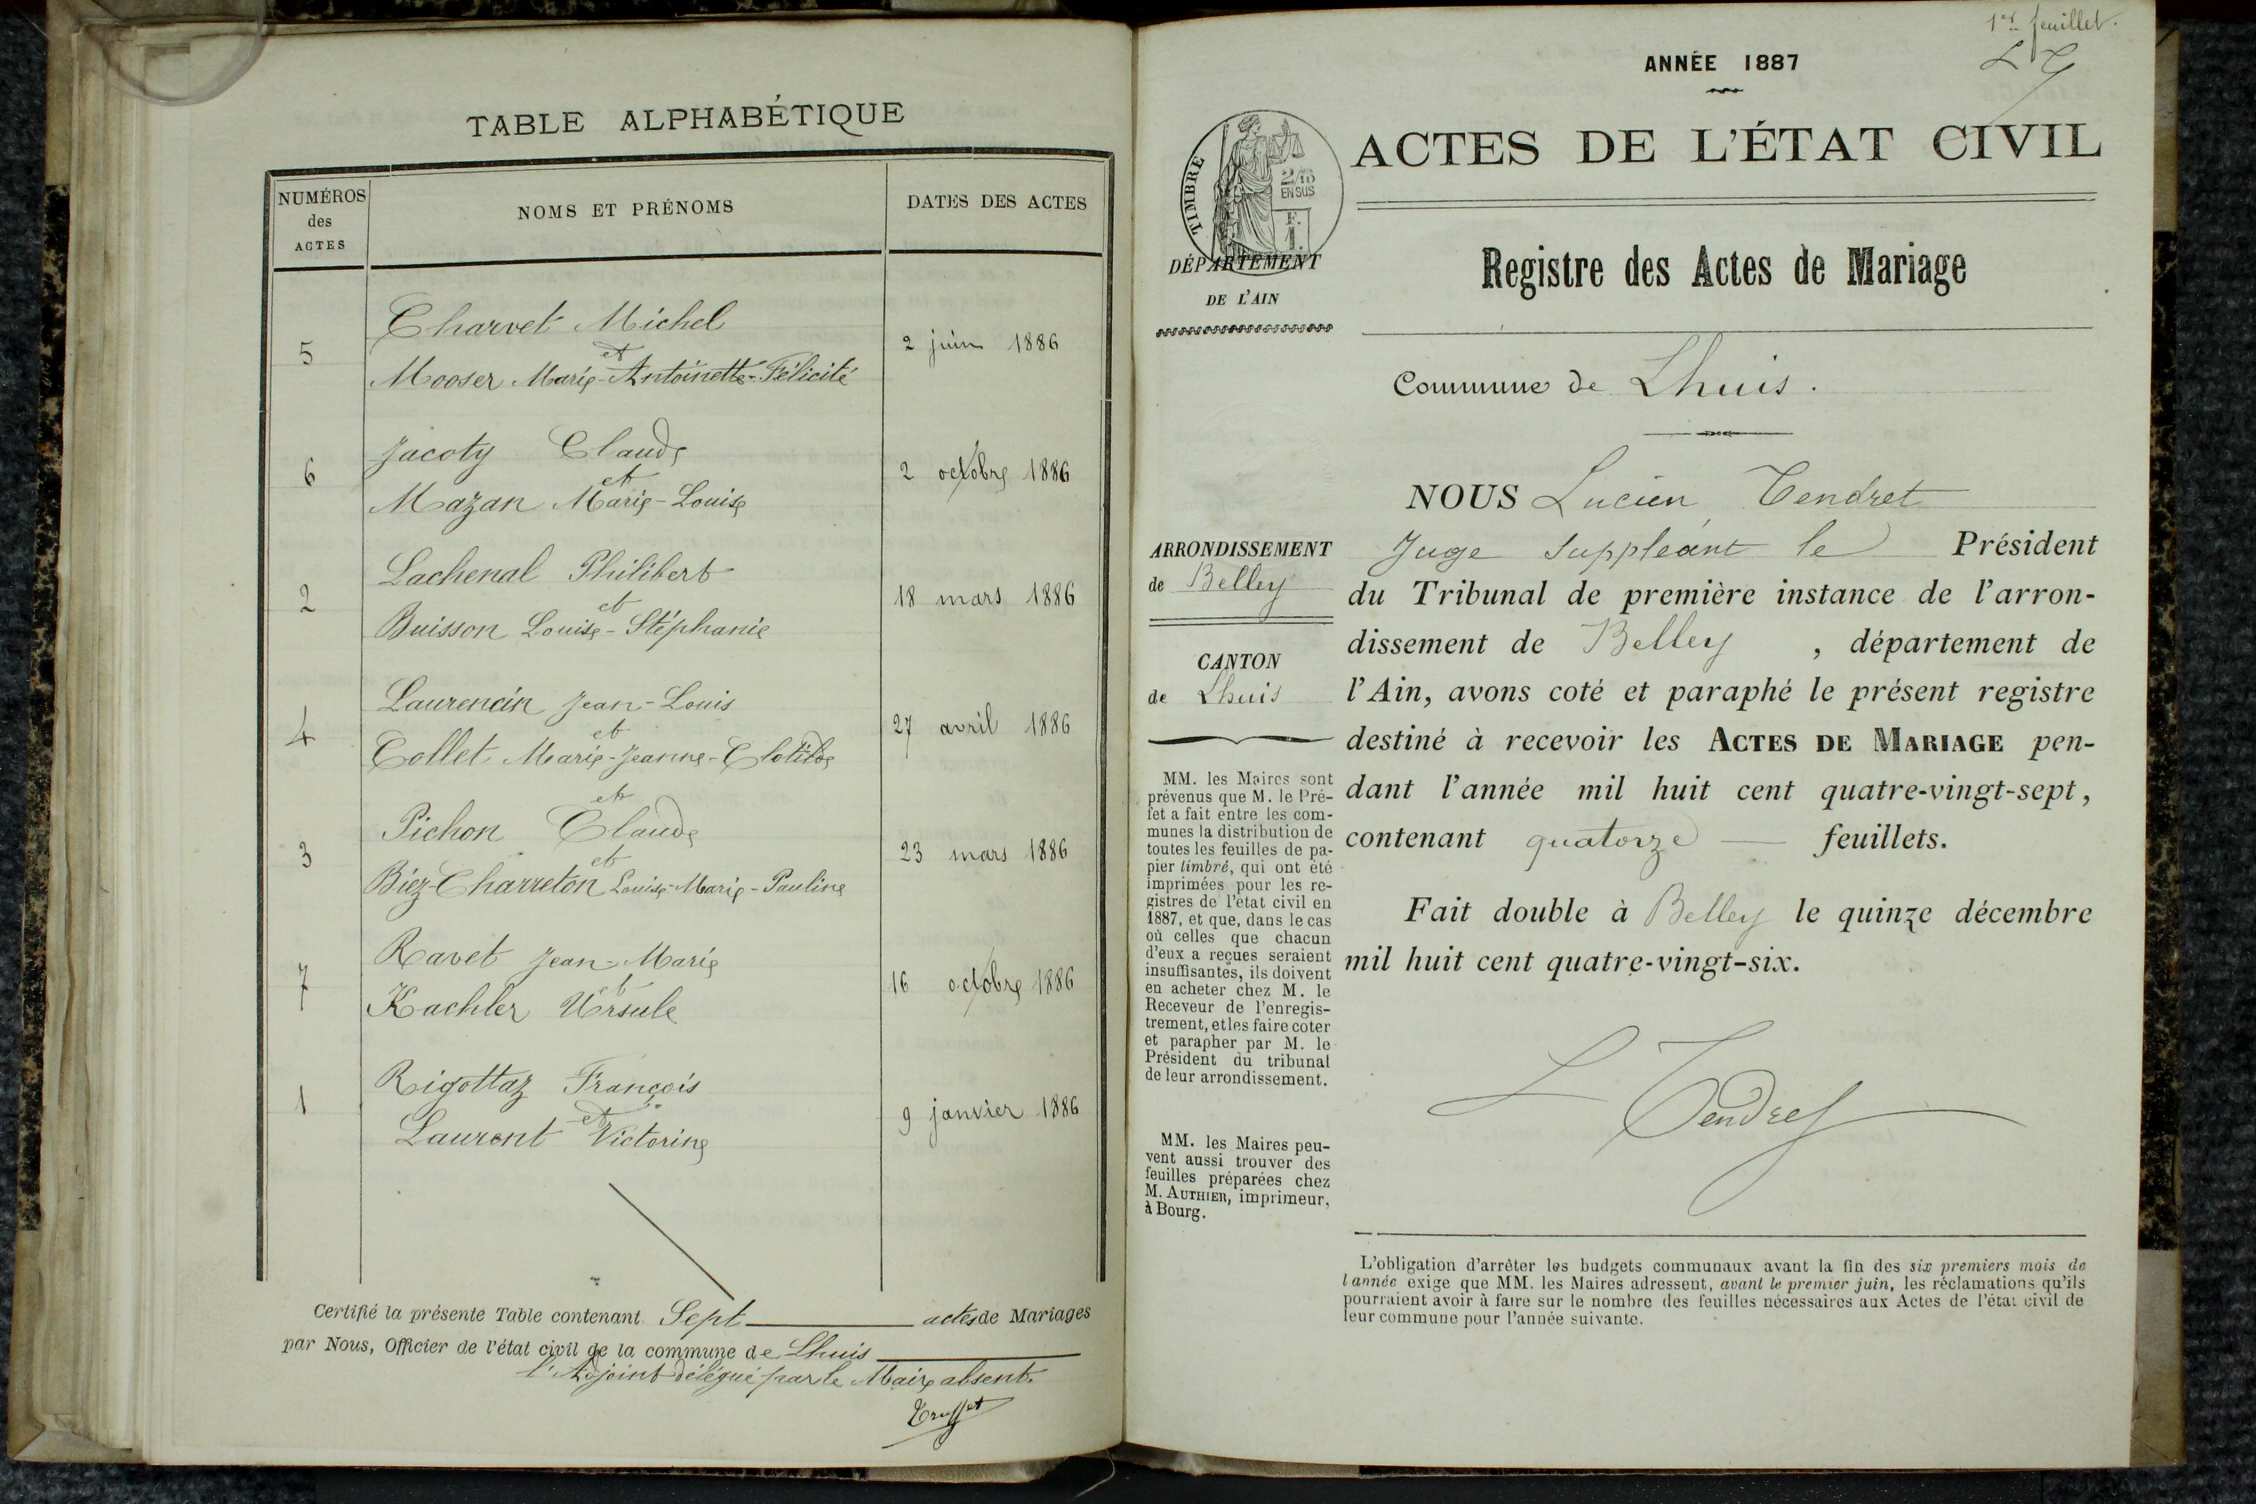 TABLE ALPHABÉTIQUE
NUMÉROS des ACTES
NOMS ET PRÉNOMS
DATES DES ACTES
Charvet Michel
5 et 2 juin 1886
Mooser Marie-Antoinette-Félicité
Jacoty Claude
6 et 2 octobre 1886
Mazan Marie-Louise
Lachenal Philibert
2 et 18 mars 1886
Buisson Louise-Stéphanie
Laurencin Jean-Louis
4 et 27 avril 1886
Collet Marie-Jeanne-Clotilde
et
Pichon Claude
3 et 23 mars 1886
Biez-Charreton Louise-Marie-Pauline
Ravet Jean-Marie
7 et 16 octobre 1886
Kachler Ursule
Rigottaz François
1 et 9 janvier 1886
Laurent Victorine
Certifié la présente Table contenant Sept actes de Mariages
par Nous, Officier de l'état civil de la commune de Lhuis
l'Adjoint délégué par le Maire absent.
1er feuillet.
LT
ANNÉE 1887
ACTES DE L'ÉTAT CIVIL
TIMBRE
2/10
EN SUS
F.
1.
DÉPARTEMENT
DE L'AIN
Registre des Actes de Mariage
Commune de Lhuis.
ARRONDISSEMENT
de Belley
CANTON
de Lhuis
MM. les Maires sont
prévenus que M. le Pré-
fet a fait entre les com-
munes la distribution de
toutes les feuilles de pa-
pier timbré, qui ont été
imprimées pour les re-
gistres de l'état civil en
1887, et que, dans le cas
où celles que chacun
d'eux a reçues seraient
insuffisantes, ils doivent
en acheter chez M. le
Receveur de l'enregis-
trement, et les faire coter
et parapher par M. le
Président du tribunal
de leur arrondissement.
MM. les Maires peu-
vent aussi trouver des
feuilles préparées chez
M. AUTHIER, imprimeur,
à Bourg.
NOUS Lucien Tendret
Juge suppléant le Président
du Tribunal de première instance de l'arron-
dissement de Belley, département de
l'Ain, avons coté et paraphé le présent registre
destiné à recevoir les ACTES DE MARIAGE pen-
dant l'année mil huit cent quatre-vingt-sept,
contenant quatorze — feuillets.
Fait double à Belley le quinze décembre
mil huit cent quatre-vingt-six.
L Tendret
L'obligation d'arrêter les budgets communaux avant la fin des six premiers mois de
l'année exige que MM. les Maires adressent, avant le premier juin, les réclamations qu'ils
pourraient avoir à faire sur le nombre des feuilles nécessaires aux Actes de l'état civil de
leur commune pour l'année suivante.